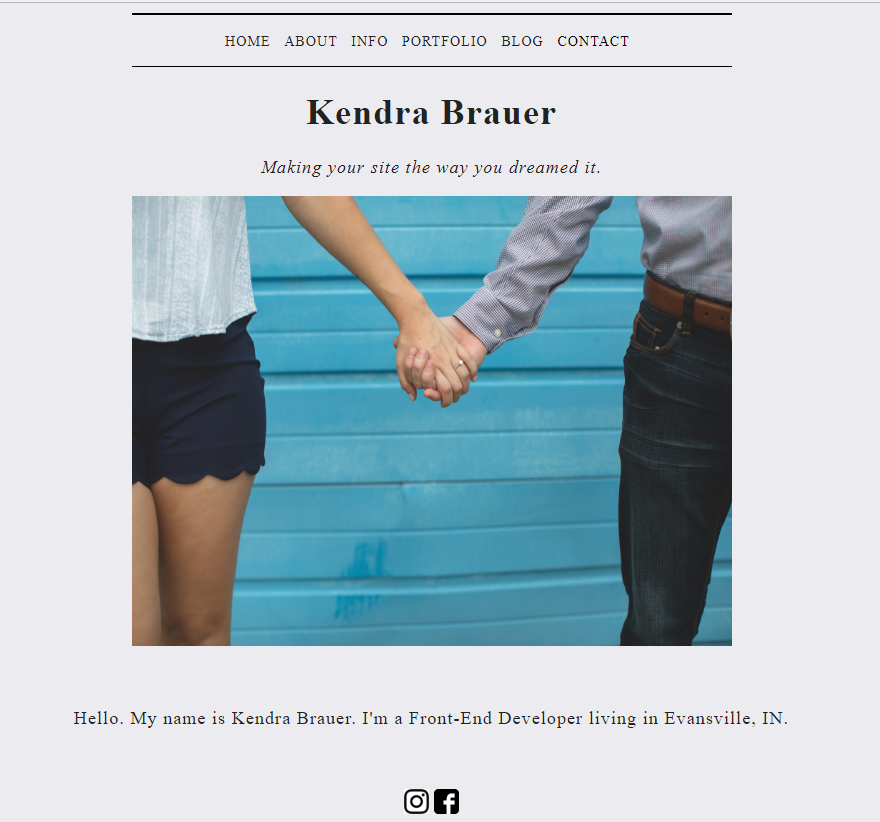 HOME ABOUT INFO PORTFOLIO BLOG CONTACT
Kendra Brauer
Making your site the way you dreamed it.
Hello. My name is Kendra Brauer. I'm a Front-End Developer living in Evansville, IN.